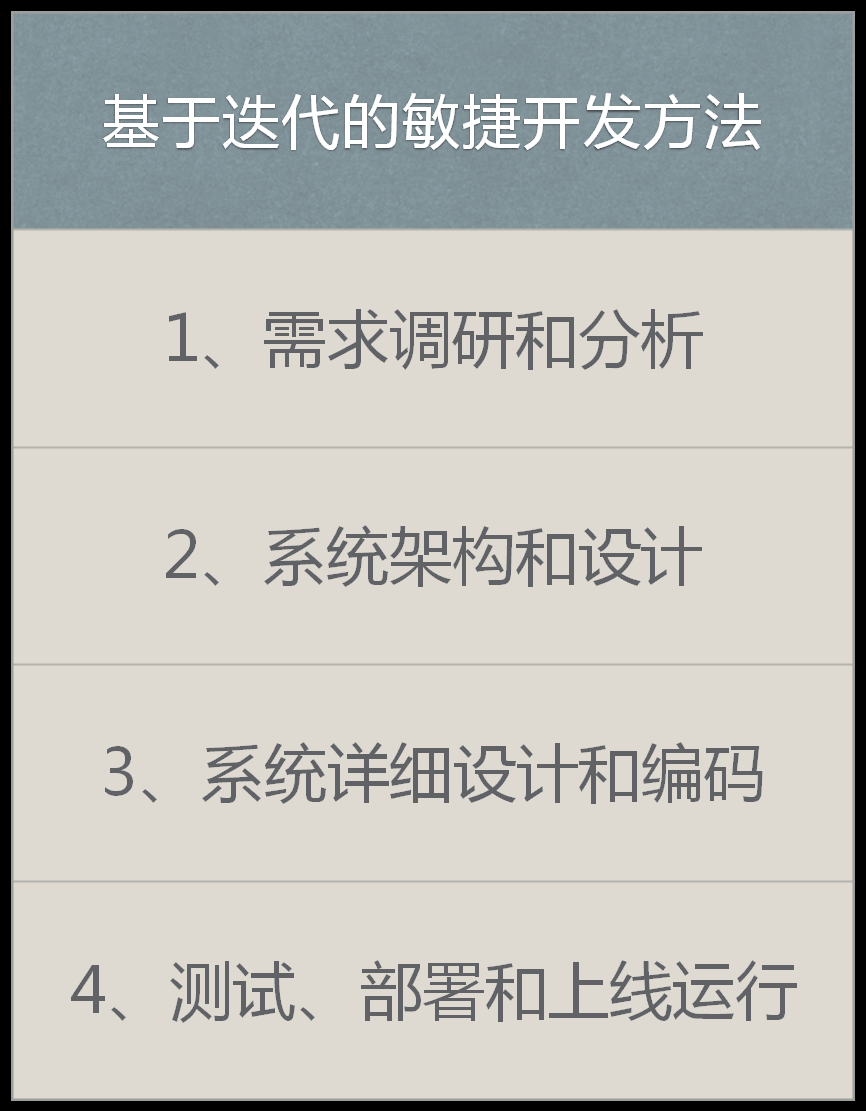 基于迭代的敏捷开发方法
1、需求调研和分析
2、系统架构和设计
3、系统详细设计和编码
4、测试、部署和上线运行